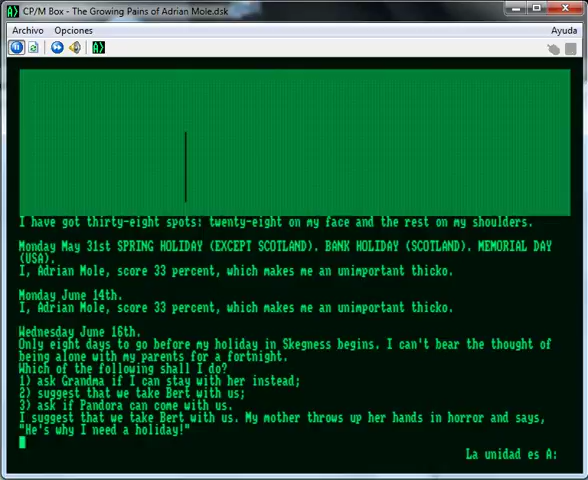 CP/M Box - The Growing Pains of Adrian Mole.dsk
Archivo Opciones Ayuda
A>
I have got thirty-eight spots: twenty-eight on my face and the rest on my shoulders.
Monday May 31st SPRING HOLIDAY (EXCEPT SCOTLAND). BANK HOLIDAY (SCOTLAND). MEMORIAL DAY
(USA).
I, Adrian Mole, score 33 percent, which makes me an unimportant thicko.
Monday June 14th.
I, Adrian Mole, score 33 percent, which makes me an unimportant thicko.
Wednesday June 16th.
Only eight days to go before my holiday in Skegness begins. I can't bear the thought of
being alone with my parents for a fortnight.
Which of the following shall I do?
1) ask Grandma if I can stay with her instead;
2) suggest that we take Bert with us;
3) ask if Pandora can come with us.
I suggest that we take Bert with us. My mother throws up her hands in horror and says,
"He's why I need a holiday!"
La unidad es A: